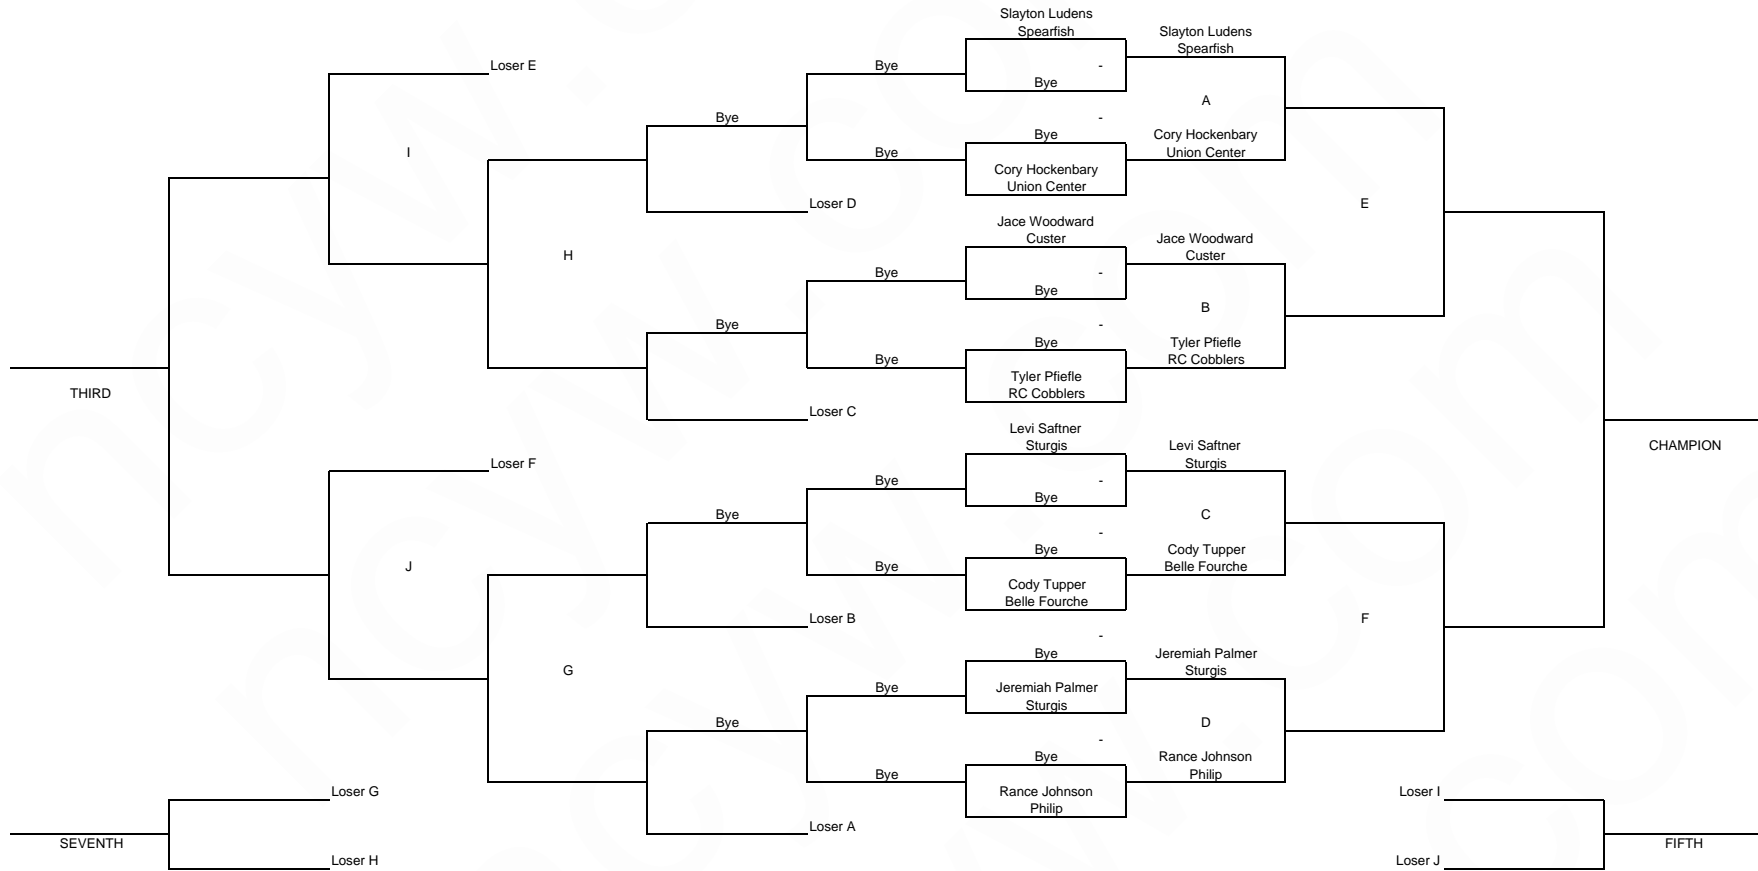 Slayton Ludens
Spearfish
Slayton Ludens
Spearfish
Loser E
Bye
-
Bye
A
Bye
-
Bye
Cory Hockenbary
Union Center
I
Bye
Cory Hockenbary
Union Center
Loser D
E
Jace Woodward
Custer
Jace Woodward
Custer
H
Bye
-
Bye
B
Bye
-
Bye
Tyler Pfiefle
RC Cobblers
Bye
Tyler Pfiefle
RC Cobblers
THIRD
Loser C
Levi Saftner
Sturgis
Levi Saftner
Sturgis
CHAMPION
Loser F
Bye
-
Bye
C
Bye
-
Bye
Cody Tupper
Belle Fourche
J
Bye
Cody Tupper
Belle Fourche
Loser B
F
-
Bye
Jeremiah Palmer
Sturgis
G
Bye
Jeremiah Palmer
Sturgis
Bye
D
-
Bye
Rance Johnson
Philip
Bye
Rance Johnson
Philip
Loser G
Loser I
Loser A
SEVENTH
FIFTH
Loser H
Loser J
ncyw.com